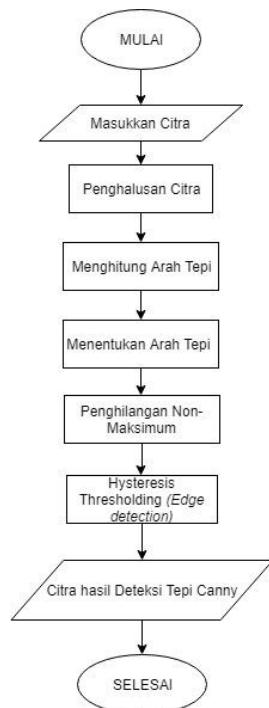 MULAI
Masukkan Citra
Penghalusan Citra
Menghitung Arah Tepi
Menentukan Arah Tepi
Penghilangan Non-
Maksimum
Hysteresis
Thresholding (Edge
detection)
Citra hasil Deteksi Tepi Canny
SELESAI